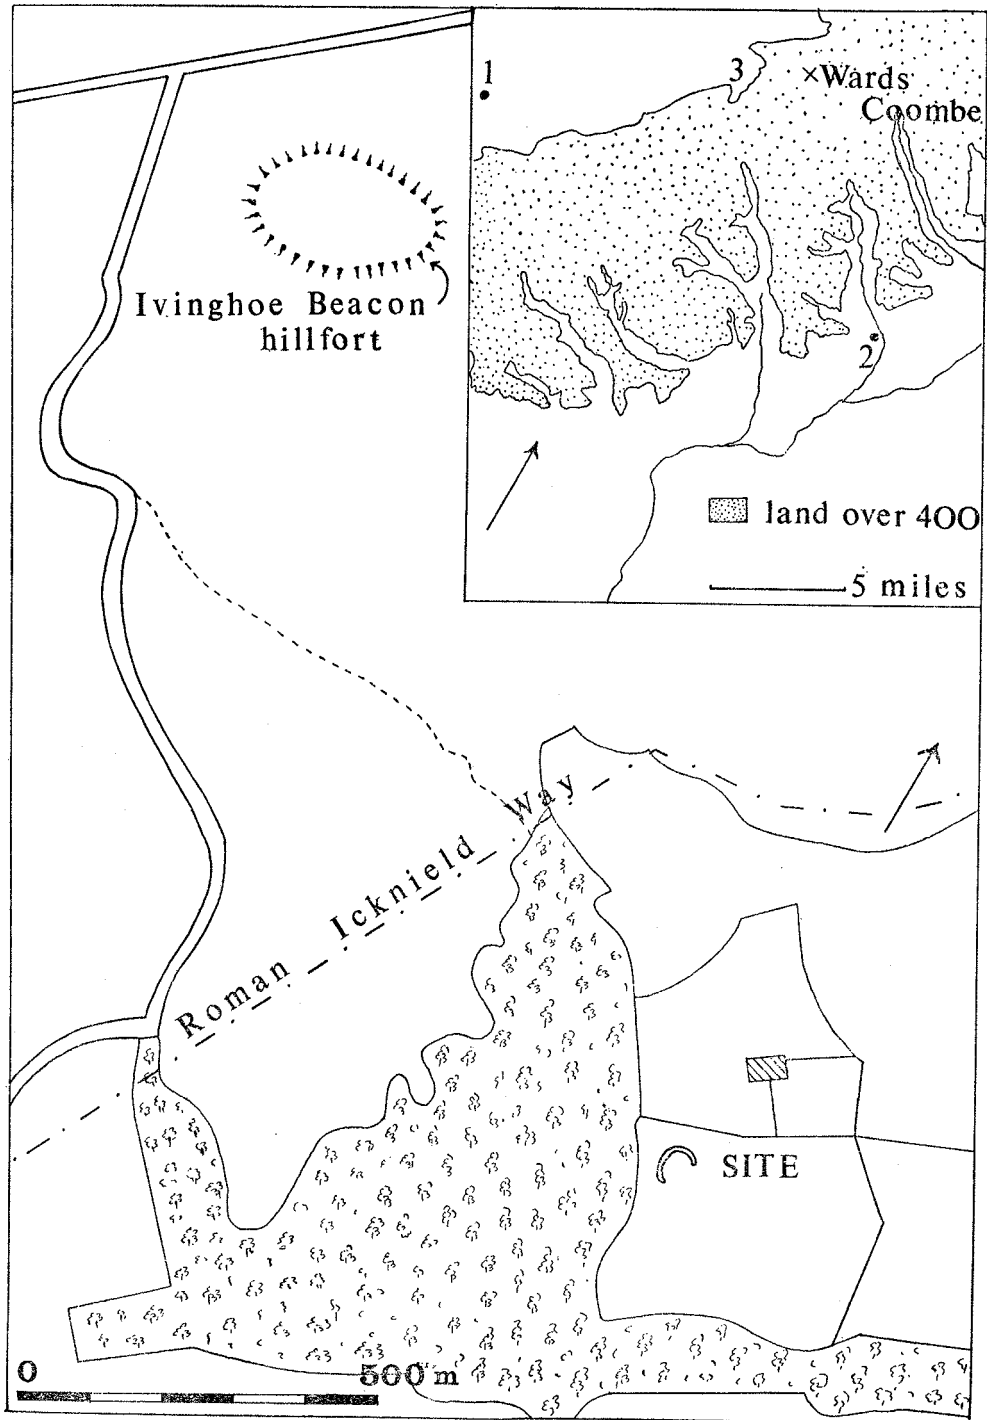 1
3
×Wards
Coombe
2
land over 400
5 miles
Ivinghoe Beacon
hillfort
Roman Icknield Way
SITE
0
500 m